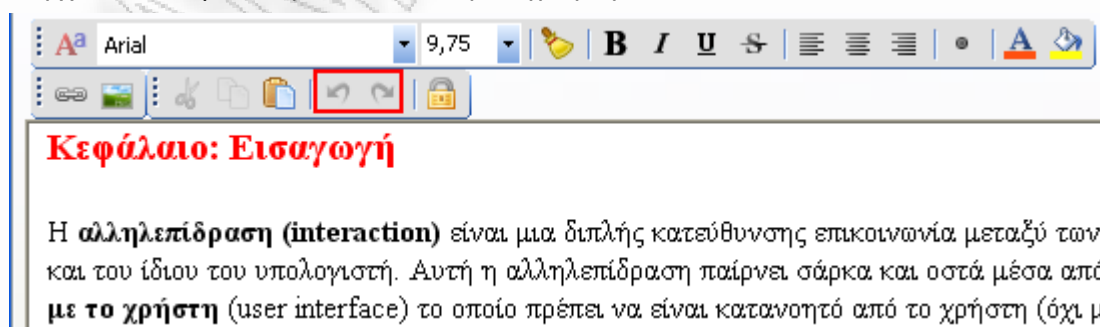 Arial 9,75 B I U S A
Κεφάλαιο: Εισαγωγή
Η αλληλεπίδραση (interaction) είναι μια διπλής κατεύθυνσης επικοινωνία μεταξύ των
και του ίδιου του υπολογιστή. Αυτή η αλληλεπίδραση παίρνει σάρκα και οστά μέσα από
με το χρήστη (user interface) το οποίο πρέπει να είναι κατανοητό από το χρήστη (όχι μ